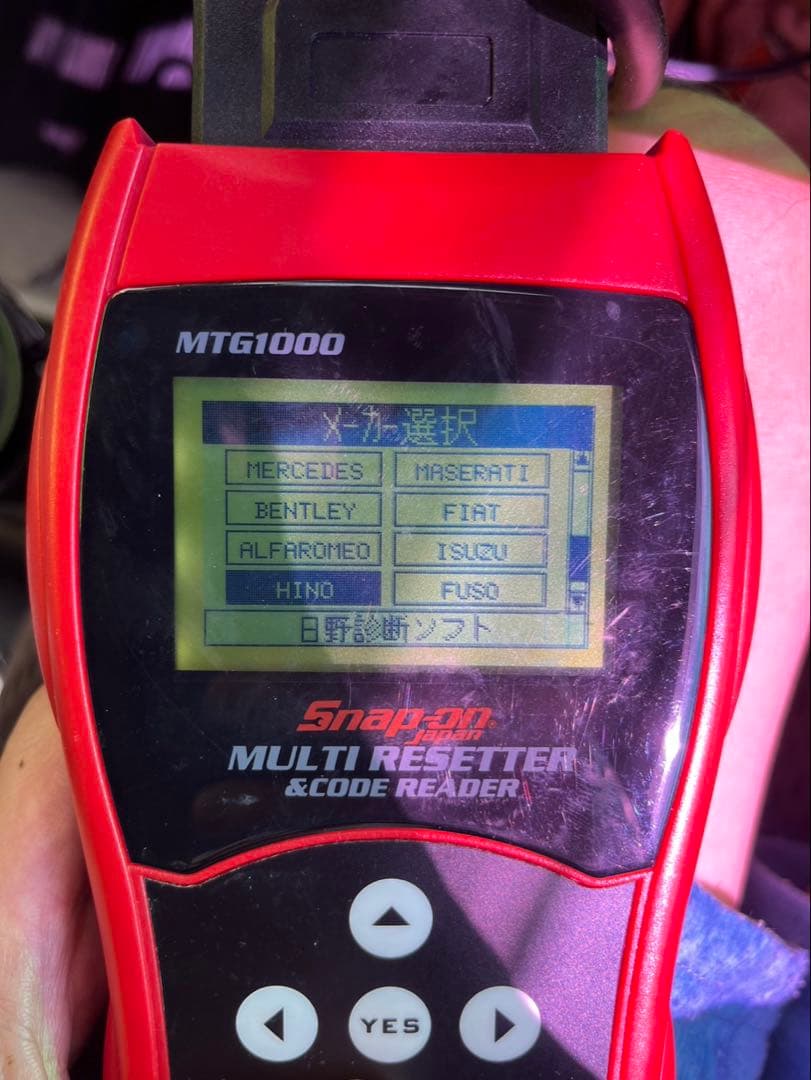 MTG1000
メーカー選択
MERCEDES MASERATI
BENTLEY FIAT
ALFAROMEO ISUZU
HINO FUSO
日野診断ソフト
Snap-on
Japan
MULTI RESETTER
&CODE READER
YES